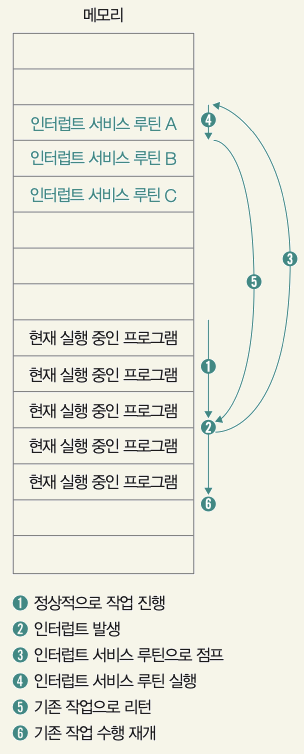 메모리
인터럽트 서비스 루틴 A
인터럽트 서비스 루틴 B
인터럽트 서비스 루틴 C
현재 실행 중인 프로그램
현재 실행 중인 프로그램
현재 실행 중인 프로그램
현재 실행 중인 프로그램
현재 실행 중인 프로그램
4
3
5
1
2
6
1 정상적으로 작업 진행
2 인터럽트 발생
3 인터럽트 서비스 루틴으로 점프
4 인터럽트 서비스 루틴 실행
5 기존 작업으로 리턴
6 기존 작업 수행 재개